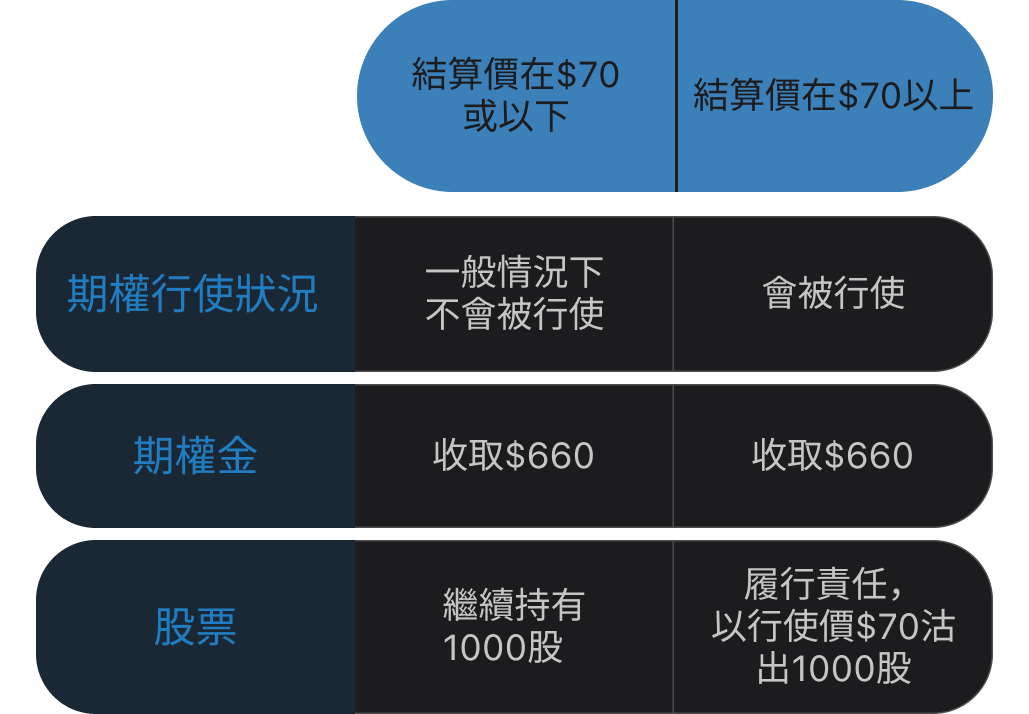 結算價在$70
或以下
結算價在$70以上
期權行使狀況
一般情況下
不會被行使
會被行使
期權金
收取$660
收取$660
股票
繼續持有
1000股
履行責任，
以行使價$70沽
出1000股